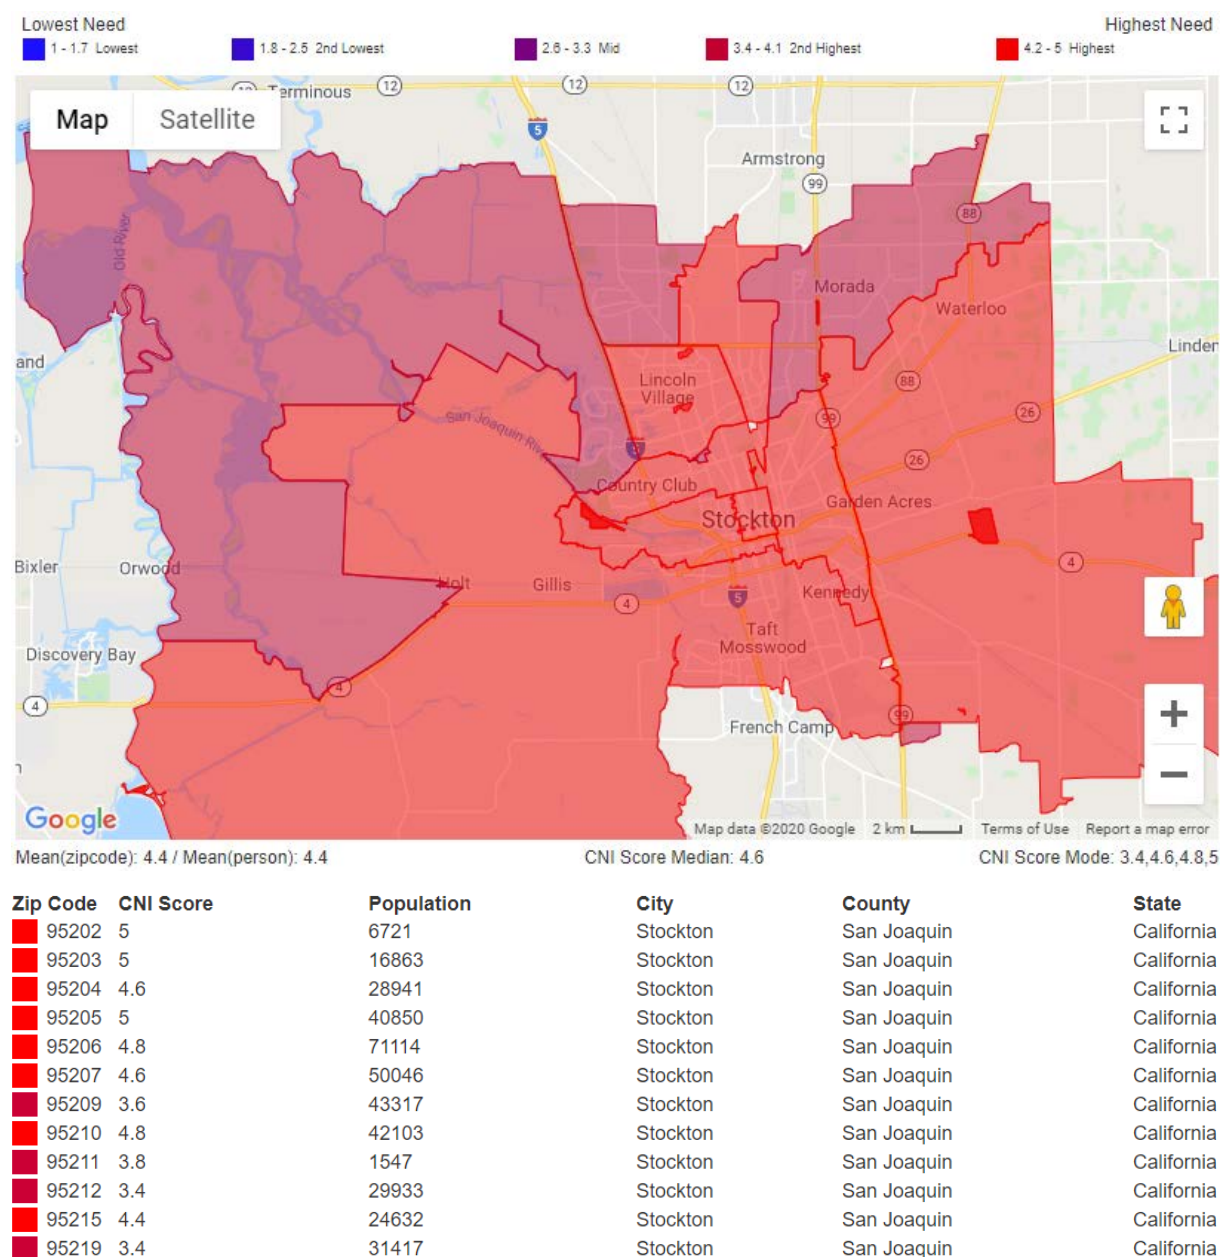 Lowest Need Highest Need
1 - 1.7 Lowest 1.8 - 2.5 2nd Lowest 2.6 - 3.3 Mid 3.4 - 4.1 2nd Highest 4.2 - 5 Highest
12 12 12
Terminous
Map Satellite
5
Armstrong
99
88
Old River
Morada
Waterloo
Linden
and
Lincoln
Village
88
26
99
San Joaquin River
5
26
Country Club
Garden Acres
Stockton
Bixler Orwood
4
Holt Gillis
4
5
Kennedy
Taft
Mosswood
Discovery Bay
4
4
99
French Camp
Google
Map data ©2020 Google 2 km Terms of Use Report a map error
Mean(zipcode): 4.4 / Mean(person): 4.4 CNI Score Median: 4.6 CNI Score Mode: 3.4,4.6,4.8,5
Zip Code CNI Score Population City County State
95202 5 6721 Stockton San Joaquin California
95203 5 16863 Stockton San Joaquin California
95204 4.6 28941 Stockton San Joaquin California
95205 5 40850 Stockton San Joaquin California
95206 4.8 71114 Stockton San Joaquin California
95207 4.6 50046 Stockton San Joaquin California
95209 3.6 43317 Stockton San Joaquin California
95210 4.8 42103 Stockton San Joaquin California
95211 3.8 1547 Stockton San Joaquin California
95212 3.4 29933 Stockton San Joaquin California
95215 4.4 24632 Stockton San Joaquin California
95219 3.4 31417 Stockton San Joaquin California